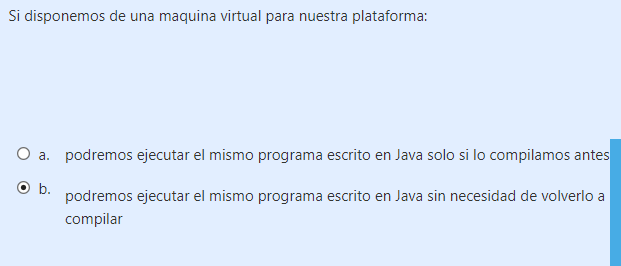 Si disponemos de una maquina virtual para nuestra plataforma:
a. podremos ejecutar el mismo programa escrito en Java solo si lo compilamos antes
b. podremos ejecutar el mismo programa escrito en Java sin necesidad de volverlo a
compilar